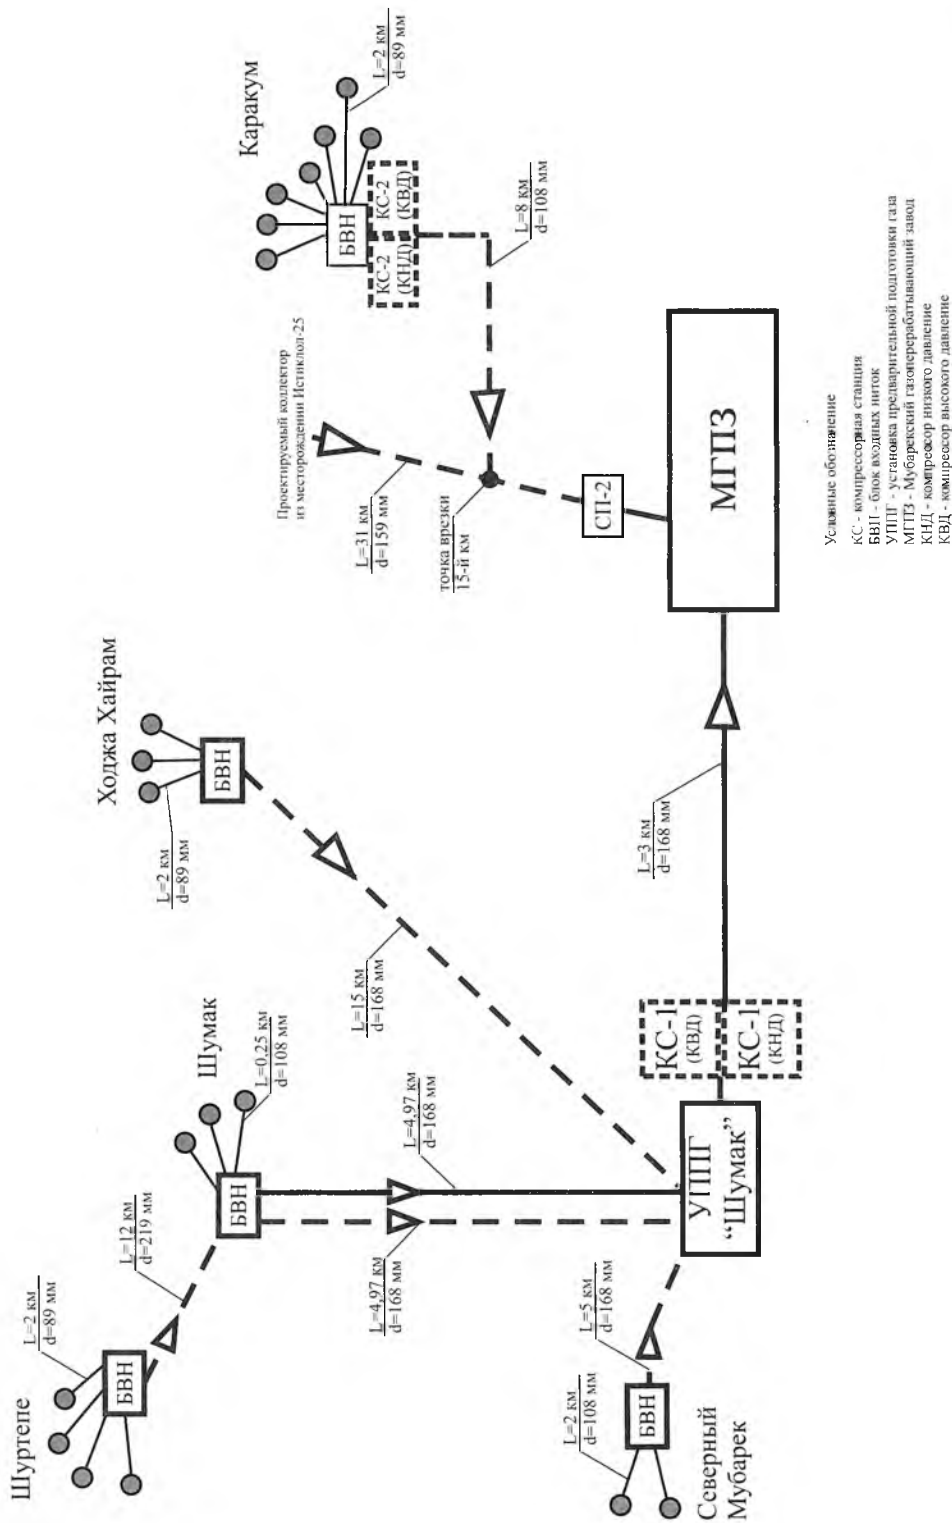 Шуртепе
L=2 км
d=89 мм
БВН
L=12 км
d=219 мм
Шумак
БВН
L=0,25 км
d=108 мм
Ходжа Хайрам
БВН
L=2 км
d=89 мм
Каракум
L=2 км
d=89 мм
БВН
КС-2
(КНД)
КС-2
(КВД)
L=8 км
d=108 мм
Проектируемый коллектор
из месторождении Истиклол-25
L=31 км
d=159 мм
точка врезки
15-й км
СП-2
МГПЗ
L=15 км
d=168 мм
L=4,97 км
d=168 мм
L=4,97 км
d=168 мм
L=3 км
d=168 мм
КС-1
(КВД)
КС-1
(КНД)
УППГ
“Шумак”
L=5 км
d=168 мм
L=2 км
d=108 мм
БВН
Северный
Мубарек
Условные обозначение
КС - компрессорная станция
БВН - блок входных ниток
УППГ - установка предварительной подготовки газа
МГПЗ - Мубарекский газоперерабатывающий завод
КНД - компрессор низкого давление
КВД - компрессор высокого давление